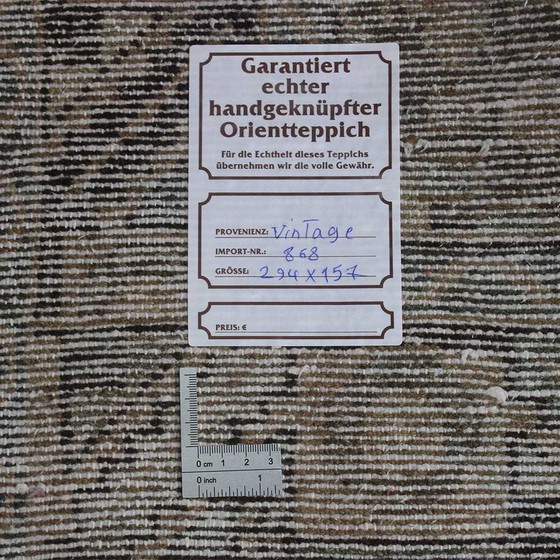 Garantiert
echter
handgeknüpfter
Orientteppich
Für die Echtheit dieses Teppichs
übernehmen wir die volle Gewähr.
PROVENIENZ: VinTage
IMPORT-NR.: 868
GRÖSSE: 294 x 157
PREIS: €
0 cm 1 2 3
0 inch 1